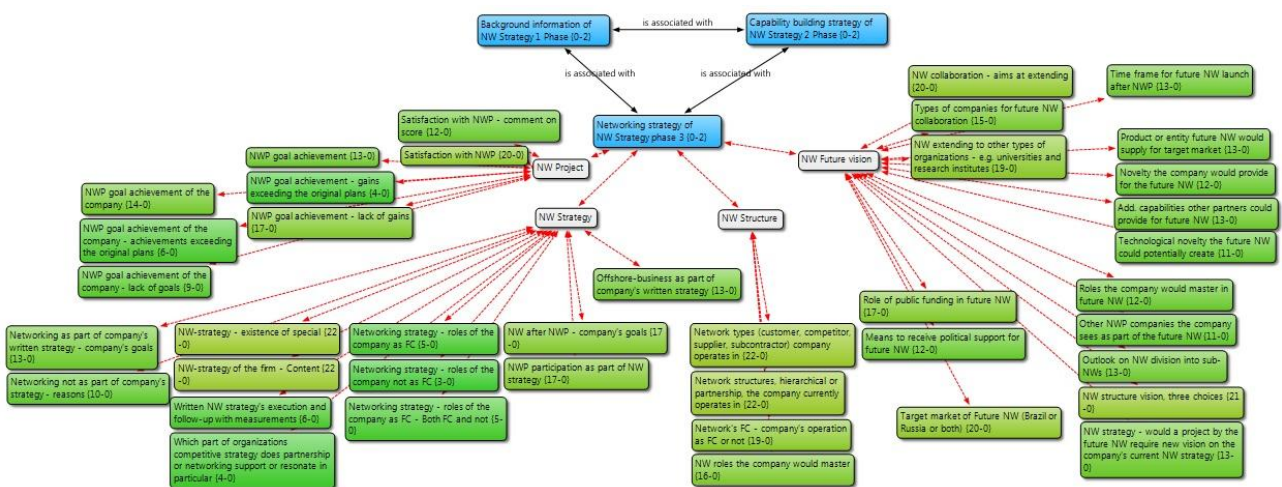 Background information of
NW Strategy 1 Phase {0-2}
is associated with
Capability building strategy of
NW Strategy 2 Phase {0-2}
is associated with
is associated with
Networking strategy of
NW Strategy phase 3 {0-2}
Satisfaction with NWP - comment on
score {12-0}
Satisfaction with NWP {20-0}
NW Project
NWP goal achievement {13-0}
NWP goal achievement - gains
exceeding the original plans {4-0}
NWP goal achievement of the
company {14-0}
NWP goal achievement - lack of gains
{17-0}
NWP goal achievement of the
company - achievements exceeding
the original plans {6-0}
NWP goal achievement of the
company - lack of goals {9-0}
NW Strategy
NW Structure
NW Future vision
NW collaboration - aims at extending
{20-0}
Types of companies for future NW
collaboration {15-0}
NW extending to other types of
organizations - e.g. universities and
research institutes {19-0}
Time frame for future NW launch
after NWP {13-0}
Product or entity future NW would
supply for target market {13-0}
Novelty the company would provide
for the future NW {12-0}
Add. capabilities other partners could
provide for future NW {13-0}
Technological novelty the future NW
could potentially create {11-0}
Offshore-business as part of
company's written strategy {13-0}
Networking as part of company's
written strategy - company's goals
{13-0}
Networking not as part of company's
strategy - reasons {10-0}
NW-strategy - existence of special {22
-0}
NW-strategy of the firm - Content {22
-0}
Written NW strategy's execution and
follow-up with measurements {6-0}
Which part of organizations
competitive strategy does partnership
or networking support or resonate in
particular {4-0}
Networking strategy - roles of the
company as FC {5-0}
Networking strategy - roles of the
company not as FC {3-0}
Networking strategy - roles of the
company as FC - Both FC and not {5-
0}
NW after NWP - company's goals {17
-0}
NWP participation as part of NW
strategy {17-0}
Network types (customer, competitor,
supplier, subcontractor) company
operates in {22-0}
Network structures, hierarchical or
partnership, the company currently
operates in {22-0}
Network's FC - company's operation
as FC or not {19-0}
NW roles the company would master
{16-0}
Role of public funding in future NW
{17-0}
Means to receive political support for
future NW {12-0}
Target market of Future NW (Brazil or
Russia or both) {20-0}
Roles the company would master in
future NW {12-0}
Other NWP companies the company
sees as part of the future NW {11-0}
Outlook on NW division into sub-
NWs {13-0}
NW structure vision, three choices {21
-0}
NW strategy - would a project by the
future NW require new vision on the
company's current NW strategy {13-
0}